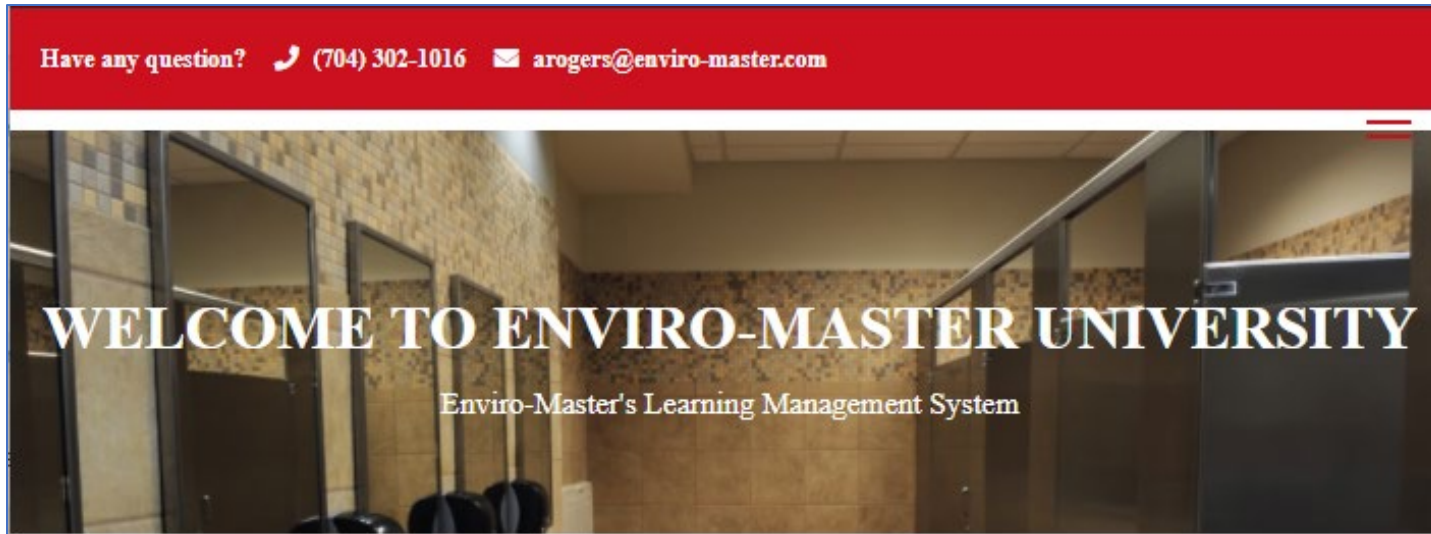 Have any question? (704) 302-1016 arogers@enviro-master.com
WELCOME TO ENVIRO-MASTER UNIVERSITY
Enviro-Master's Learning Management System